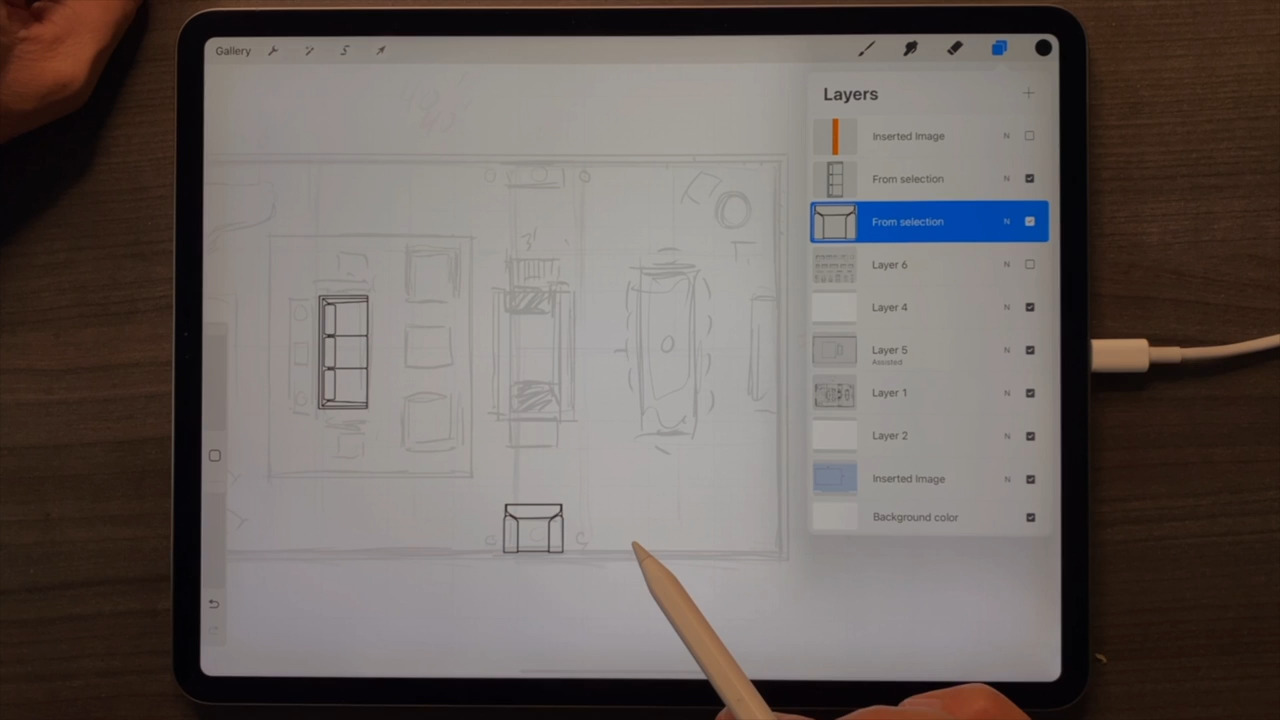 Gallery
Layers
Inserted Image N
From selection N
From selection N
Layer 6 N
Layer 4 N
Layer 5 N
Assisted
Layer 1 N
Layer 2 N
Inserted Image N
Background color
3'